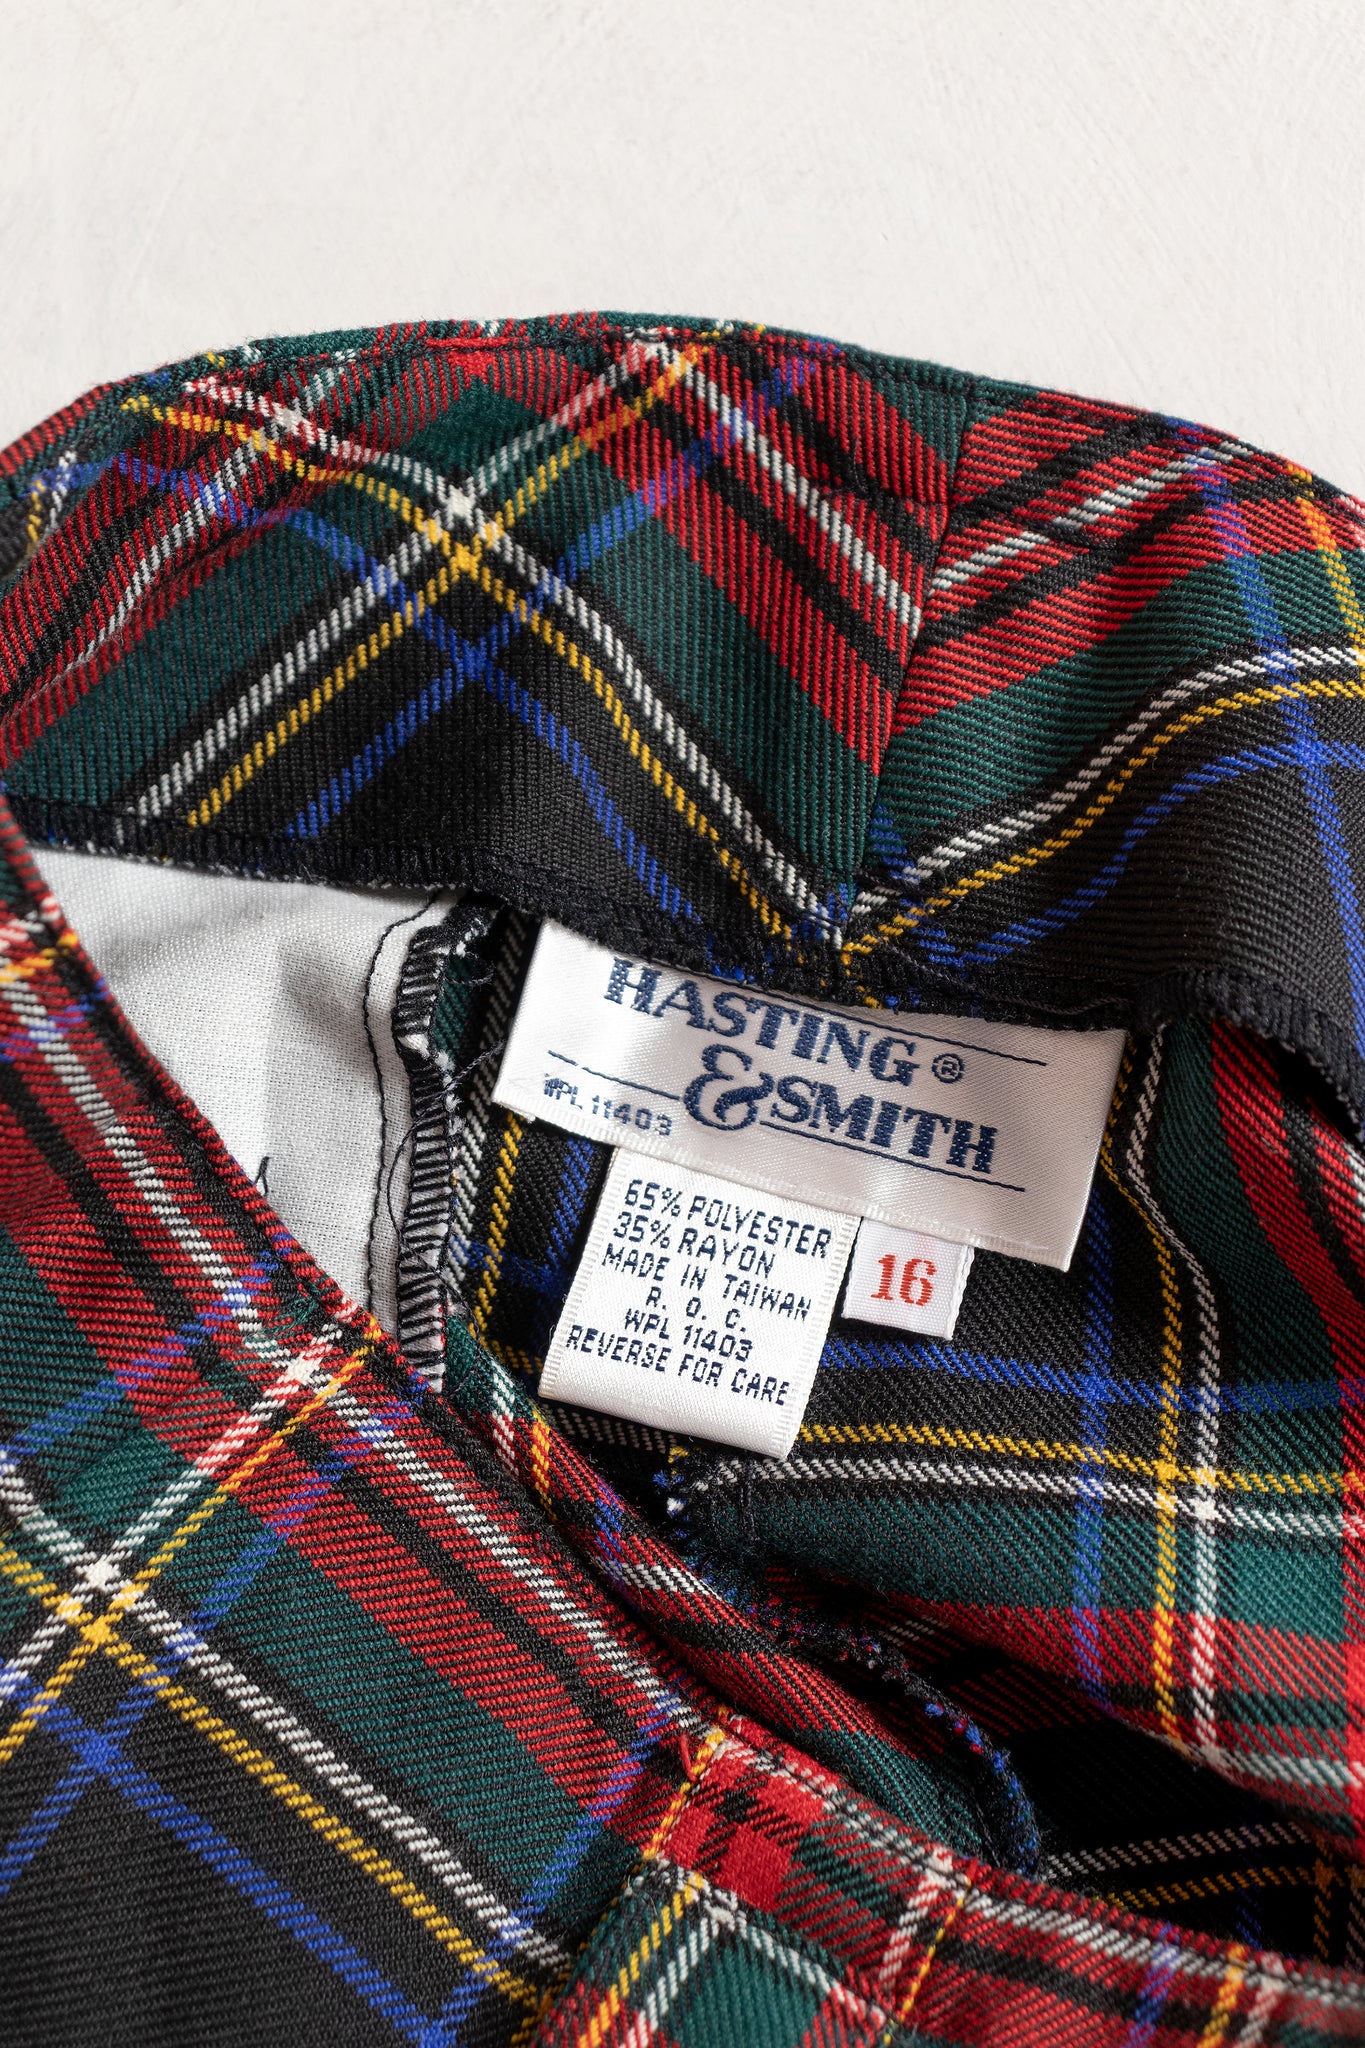 HASTING®
&SMITH
WPL 11403
65% POLYESTER
35% RAYON
MADE IN TAIWAN
R. O. C.
WPL 11403
REVERSE FOR CARE
16